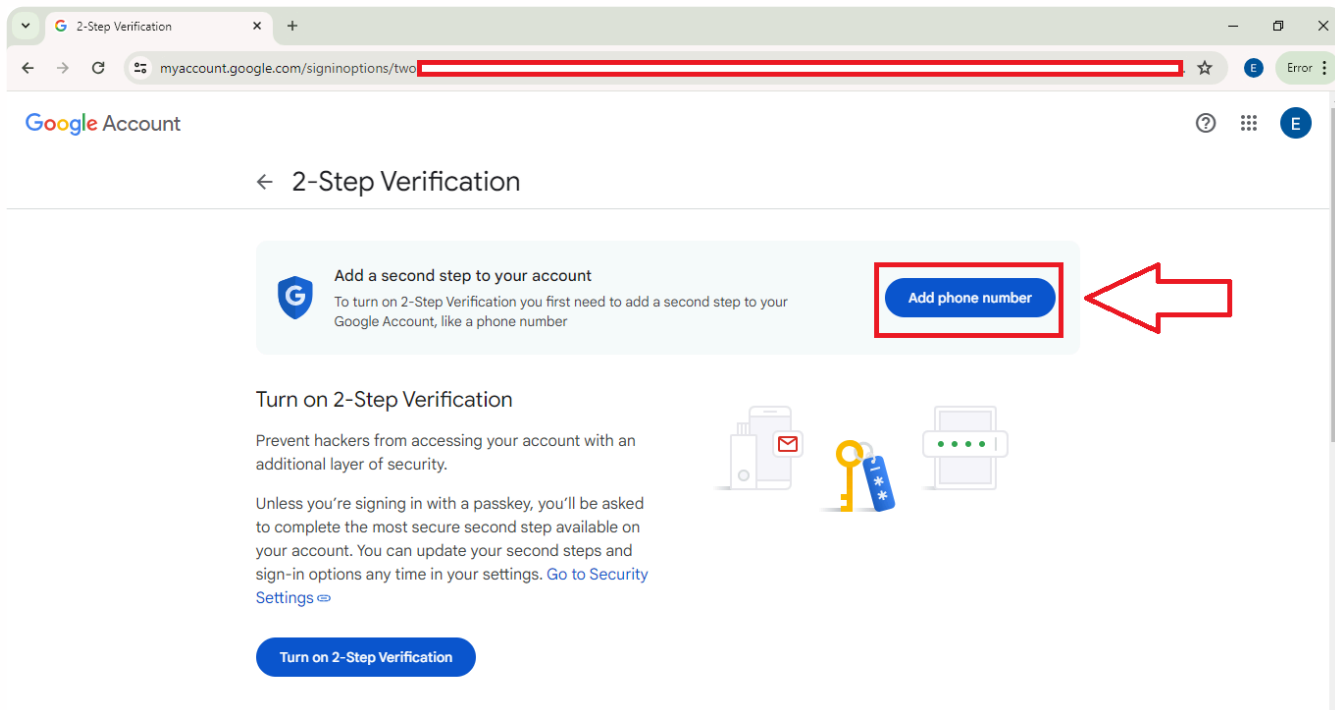 2-Step Verification
myaccount.google.com/signinoptions/two
E
Error
Google Account
E
2-Step Verification
Add a second step to your account
To turn on 2-Step Verification you first need to add a second step to your
Google Account, like a phone number
Add phone number
Turn on 2-Step Verification
Prevent hackers from accessing your account with an
additional layer of security.
Unless you’re signing in with a passkey, you’ll be asked
to complete the most secure second step available on
your account. You can update your second steps and
sign-in options any time in your settings. Go to Security
Settings
Turn on 2-Step Verification